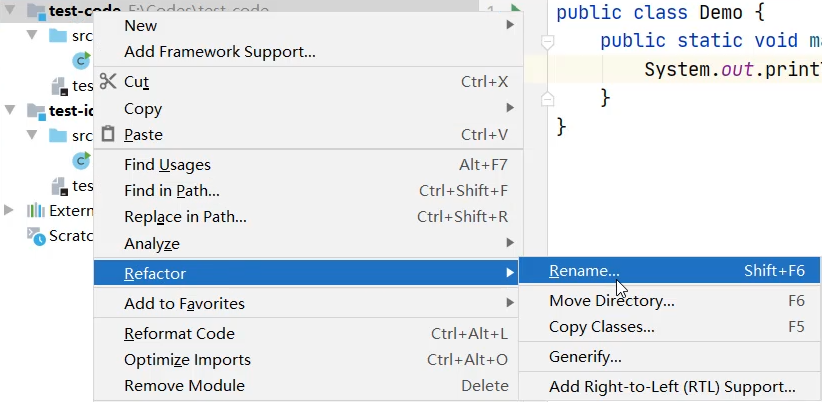 test-code E:\Codes\test-code
src
tes
test-id
src
tes
Extern
Scratc
New
Add Framework Support...
Cut Ctrl+X
Copy
Paste Ctrl+V
Find Usages Alt+F7
Find in Path... Ctrl+Shift+F
Replace in Path... Ctrl+Shift+R
Analyze
Refactor
Add to Favorites
Reformat Code Ctrl+Alt+L
Optimize Imports Ctrl+Alt+O
Remove Module Delete
Rename... Shift+F6
Move Directory... F6
Copy Classes... F5
Generify...
Add Right-to-Left (RTL) Support...
1 public class Demo {
public static void ma
System.out.printl
}
}